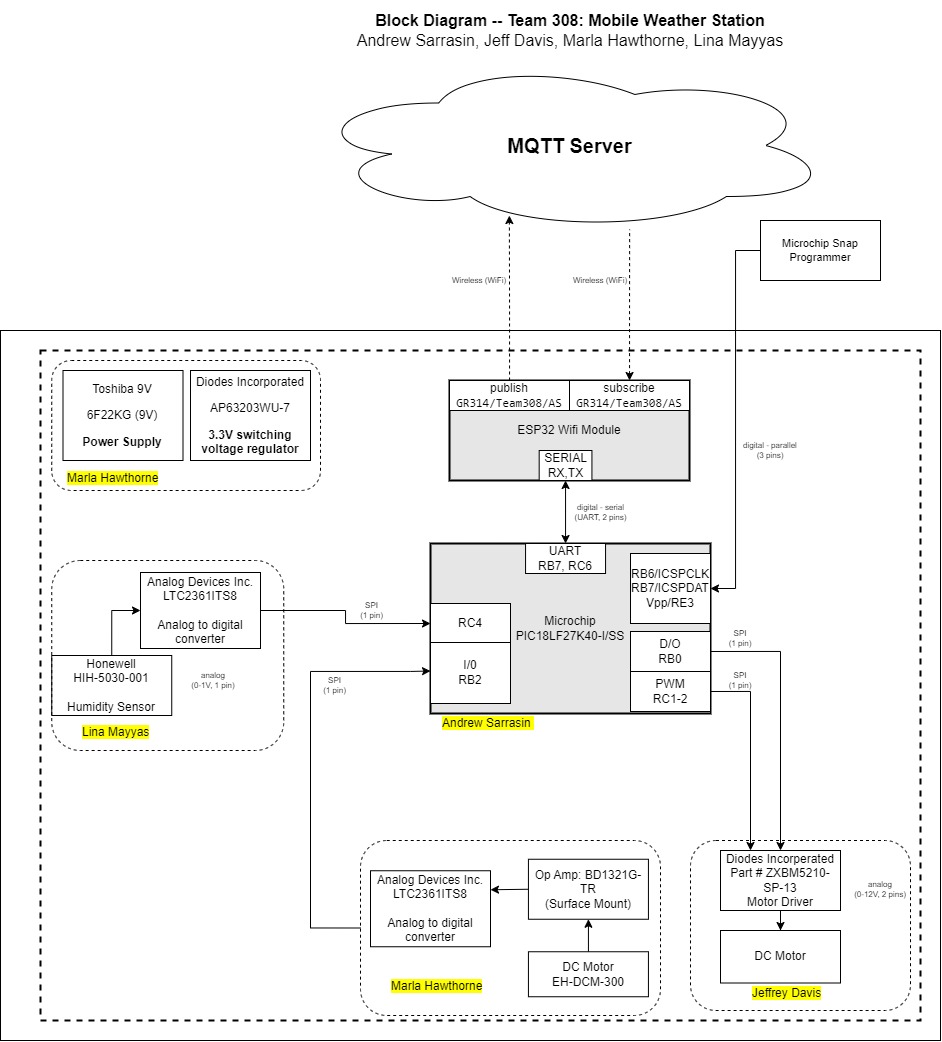 Block Diagram -- Team 308: Mobile Weather Station
Andrew Sarrasin, Jeff Davis, Marla Hawthorne, Lina Mayyas
MQTT Server
Microchip Snap
Programmer
Wireless (WiFi)
Wireless (WiFi)
Toshiba 9V
6F22KG (9V)
Power Supply
Diodes Incorporated
AP63203WU-7
3.3V switching
voltage regulator
Marla Hawthorne
publish
GR314/Team308/AS
subscribe
GR314/Team308/AS
ESP32 Wifi Module
SERIAL
RX,TX
digital - parallel
(3 pins)
digital - serial
(UART, 2 pins)
UART
RB7, RC6
RB6/ICSPCLK
RB7/ICSPDAT
Vpp/RE3
Microchip
PIC18LF27K40-I/SS
RC4
I/0
RB2
D/O
RB0
PWM
RC1-2
Andrew Sarrasin
Analog Devices Inc.
LTC2361ITS8
Analog to digital
converter
Honewell
HIH-5030-001
Humidity Sensor
analog
(0-1V, 1 pin)
Lina Mayyas
SPI
(1 pin)
SPI
(1 pin)
SPI
(1 pin)
SPI
(1 pin)
Analog Devices Inc.
LTC2361ITS8
Analog to digital
converter
Op Amp: BD1321G-
TR
(Surface Mount)
DC Motor
EH-DCM-300
Marla Hawthorne
Diodes Incorperated
Part # ZXBM5210-
SP-13
Motor Driver
analog
(0-12V, 2 pins)
DC Motor
Jeffrey Davis